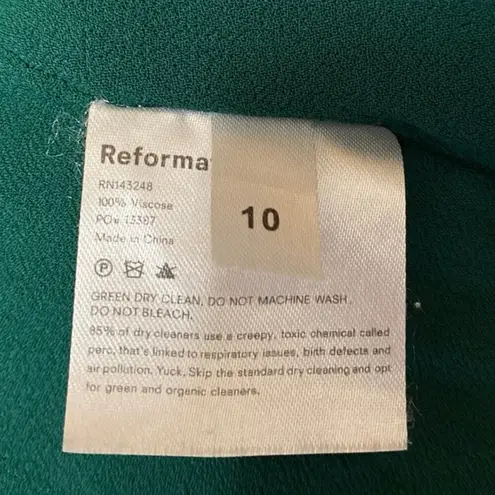 Reforma
10
RN143248
100% Viscose
PO# 13387
Made in China
P
GREEN DRY CLEAN, DO NOT MACHINE WASH,
DO NOT BLEACH.
85% of dry cleaners use a creepy, toxic chemical called
perc, that's linked to respiratory issues, birth defects and
air pollution. Yuck. Skip the standard dry cleaning and opt
for green and organic cleaners.